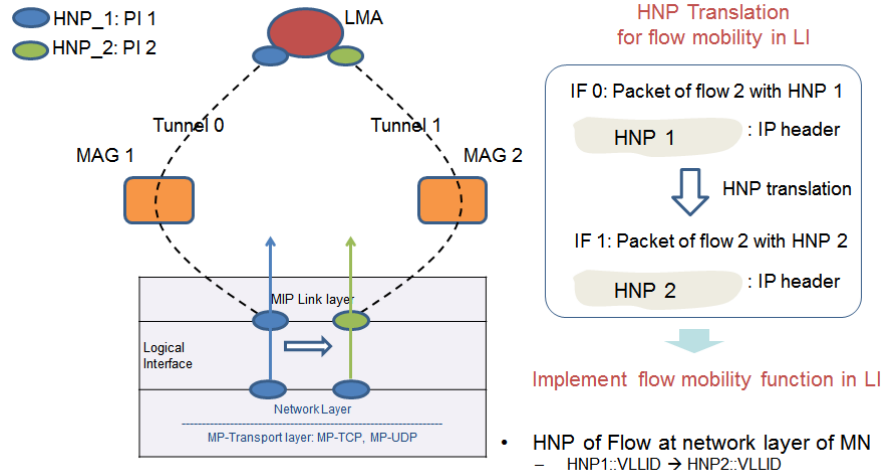 HNP_1: PI 1
HNP_2: PI 2
LMA
Tunnel 0
Tunnel 1
MAG 1
MAG 2
MIP Link layer
Logical
Interface
Network Layer
MP-Transport layer: MP-TCP, MP-UDP
HNP Translation
for flow mobility in LI
IF 0: Packet of flow 2 with HNP 1
HNP 1
: IP header
HNP translation
IF 1: Packet of flow 2 with HNP 2
HNP 2
: IP header
Implement flow mobility function in LI
• HNP of Flow at network layer of MN
– HNP1::VLLID → HNP2::VLLID